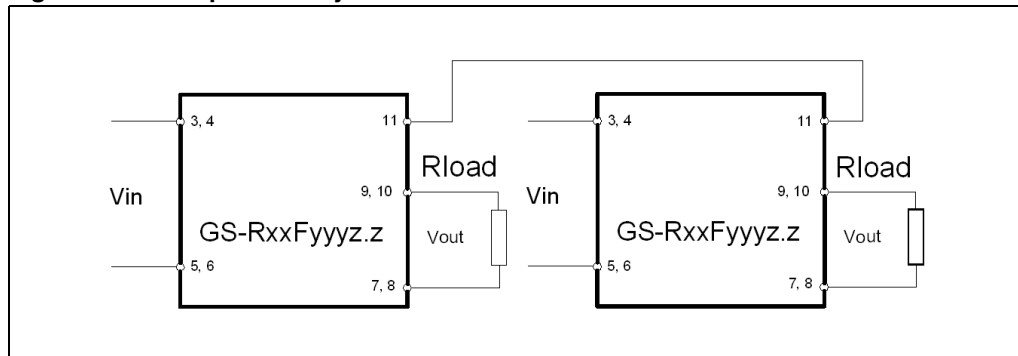 3, 4
11
Rload
9, 10
Vin
GS-RxxFyyyz.z
Vout
5, 6
7, 8
3, 4
11
Rload
9, 10
Vin
GS-RxxFyyyz.z
Vout
5, 6
7, 8